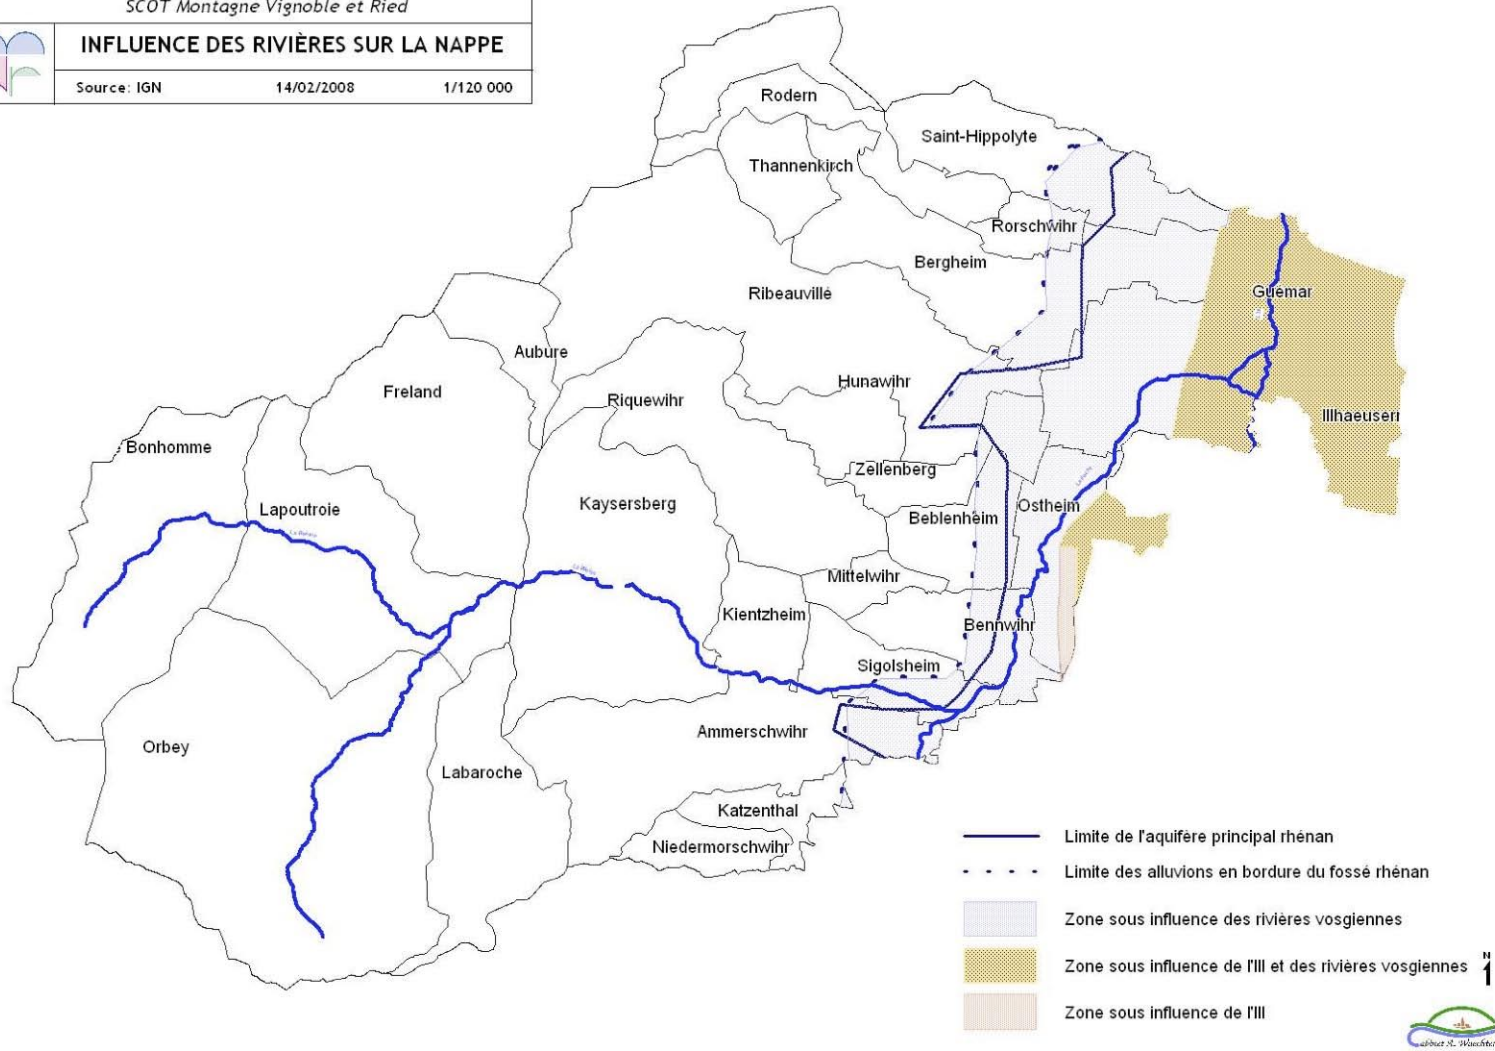 SCOT Montagne Vignoble et Ried
INFLUENCE DES RIVIÈRES SUR LA NAPPE
Source: IGN 14/02/2008 1/120 000
Rodern
Saint-Hippolyte
Thannenkirch
Rorschwihr
Bergheim
Ribeauvillé
Guémar
Aubure
Hunawihr
Freland
Riquewihr
Illhaeusern
Bonhomme
Zellenberg
Kaysersberg
Lapoutroie
Ostheim
Beblenheim
Mittelwihr
Kientzheim
Bennwihr
Sigolsheim
Ammerschwihr
Orbey
Labaroche
Katzenthal
Niedermorschwihr
Limite de l'aquifère principal rhénan
Limite des alluvions en bordure du fossé rhénan
Zone sous influence des rivières vosgiennes
Zone sous influence de l'Ill et des rivières vosgiennes
N
Zone sous influence de l'Ill